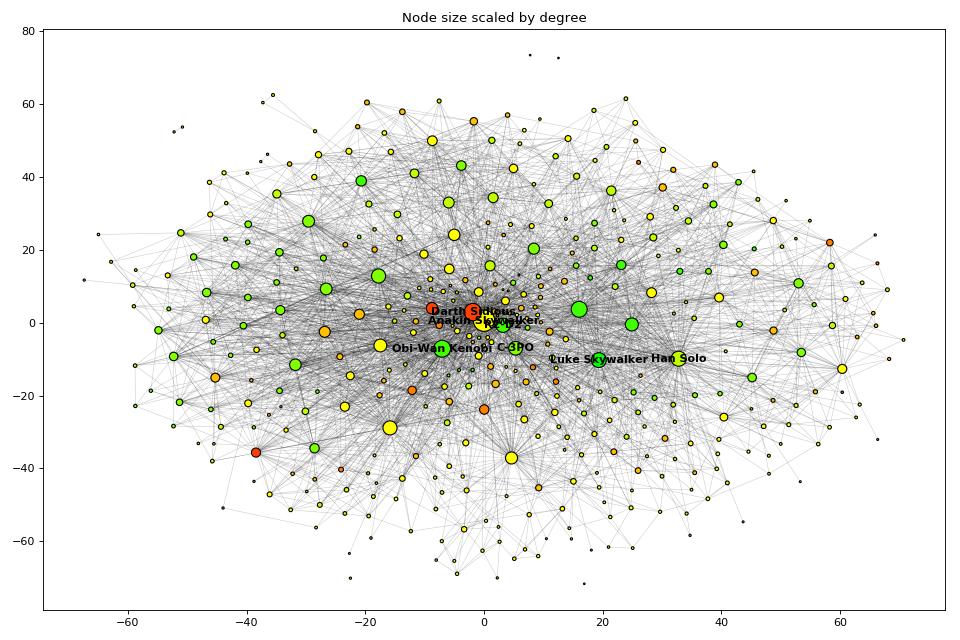 Node size scaled by degree
80
60
40
20
0
−20
−40
−60
Darth Sidious
Anakin Skywalker
Obi-Wan Kenobi
C-3PO
Luke Skywalker
Han Solo
−60
−40
−20
0
20
40
60